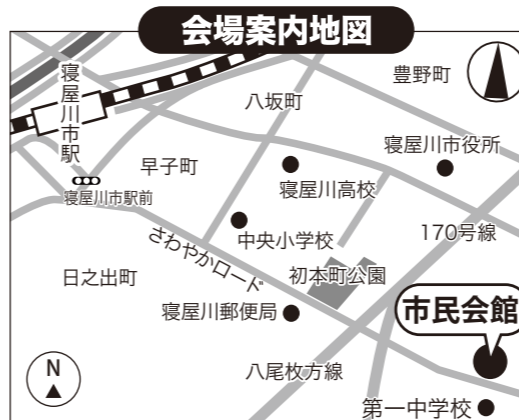 会場案内地図
豊野町
八坂町
寝屋川市駅
寝屋川市役所
早子町
寝屋川高校
寝屋川市駅前
中央小学校
170号線
さわやかロード
日之出町
初本町公園
寝屋川郵便局
市民会館
八尾枚方線
N
第一中学校